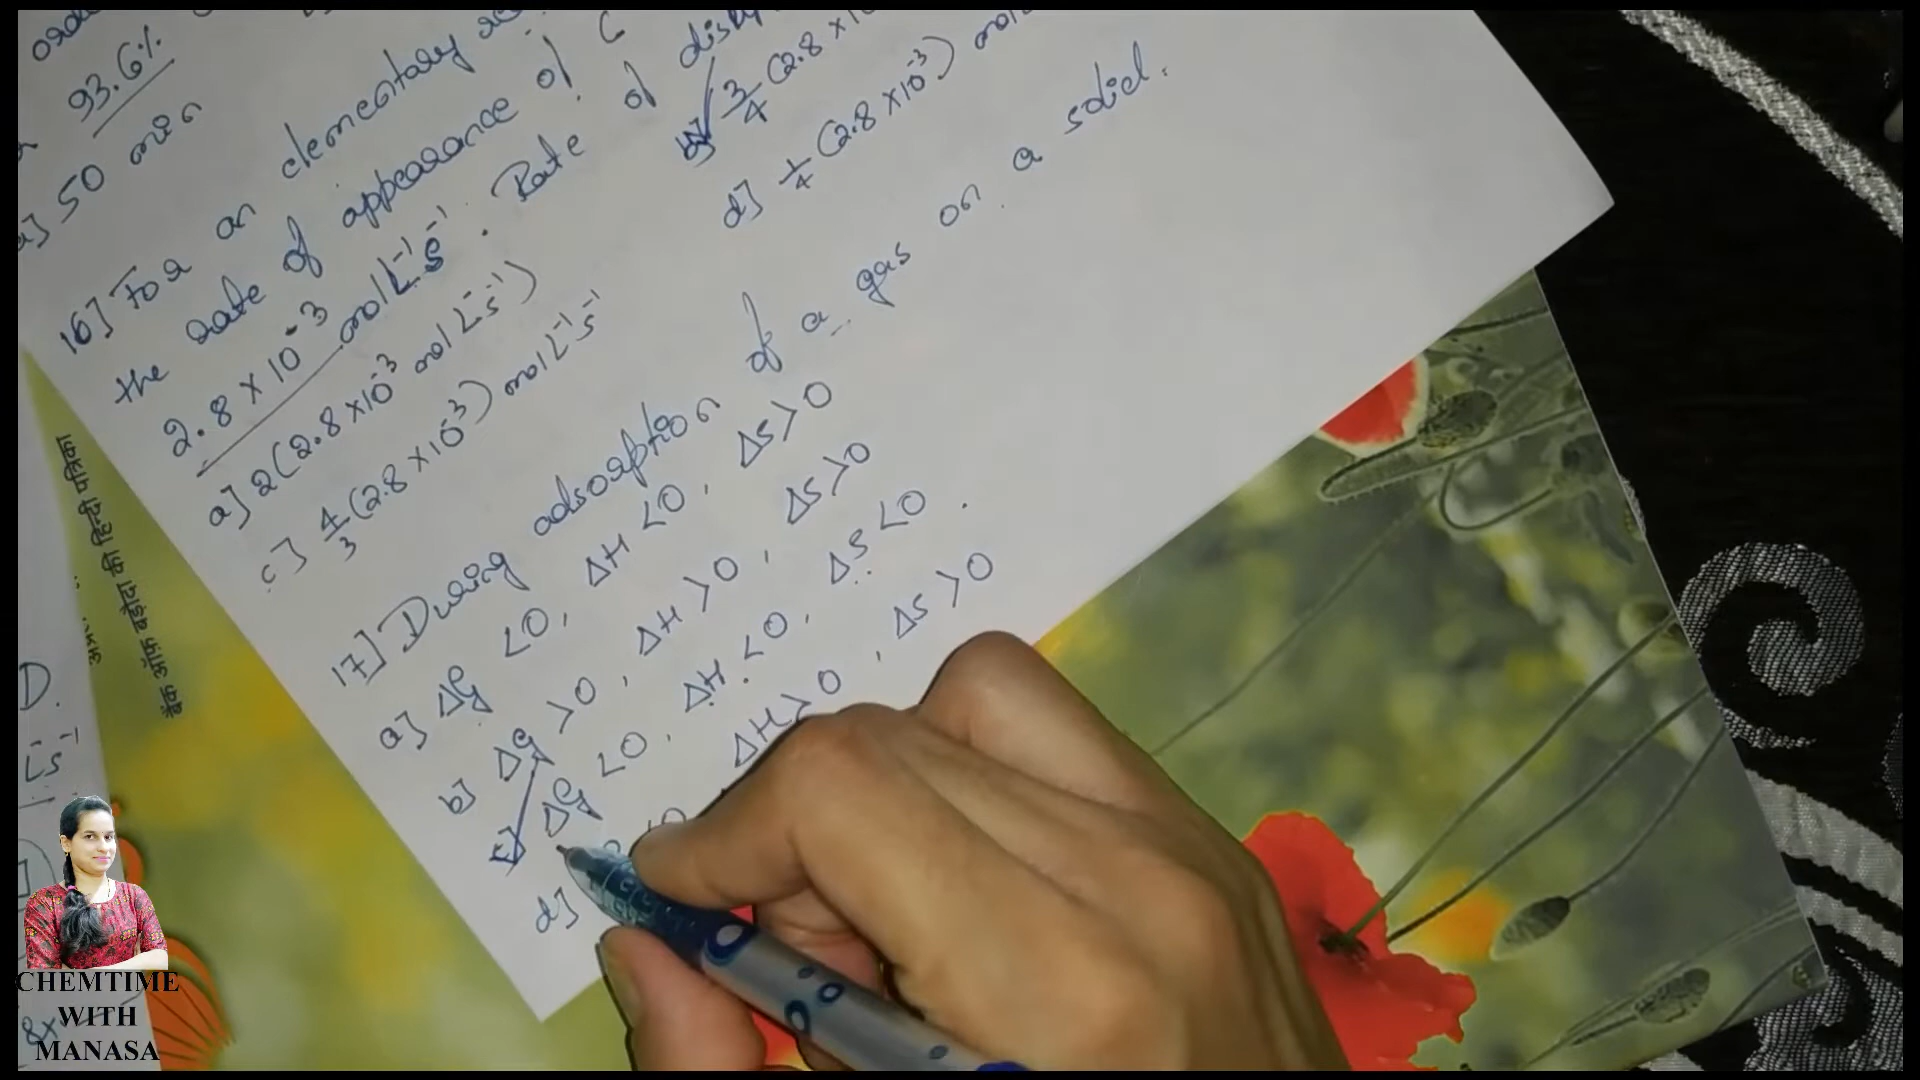 93.6%
a] 50 min
16] For an elementary
the rate of appearance of C
2.8 × 10⁻³ mol L⁻¹ s⁻¹. Rate of
a] 2(2.8 × 10⁻³ mol L⁻¹ s⁻¹)
b] 3/4 (2.8 × 10
c] 4/3 (2.8 × 10⁻³) mol L⁻¹ s⁻¹
d] 1/4 (2.8 × 10⁻³)
17] During adsorption of a gas on a solid.
a] ΔG < 0, ΔH < 0, ΔS > 0
b] ΔG > 0, ΔH > 0, ΔS > 0
c] ΔG < 0, ΔH < 0, ΔS < 0.
d] < 0 ΔH > 0, ΔS > 0
बैंक ऑफ़ बड़ौदा की हिन्दी पत्रिका
D.
CHEMTIME
WITH
MANASA